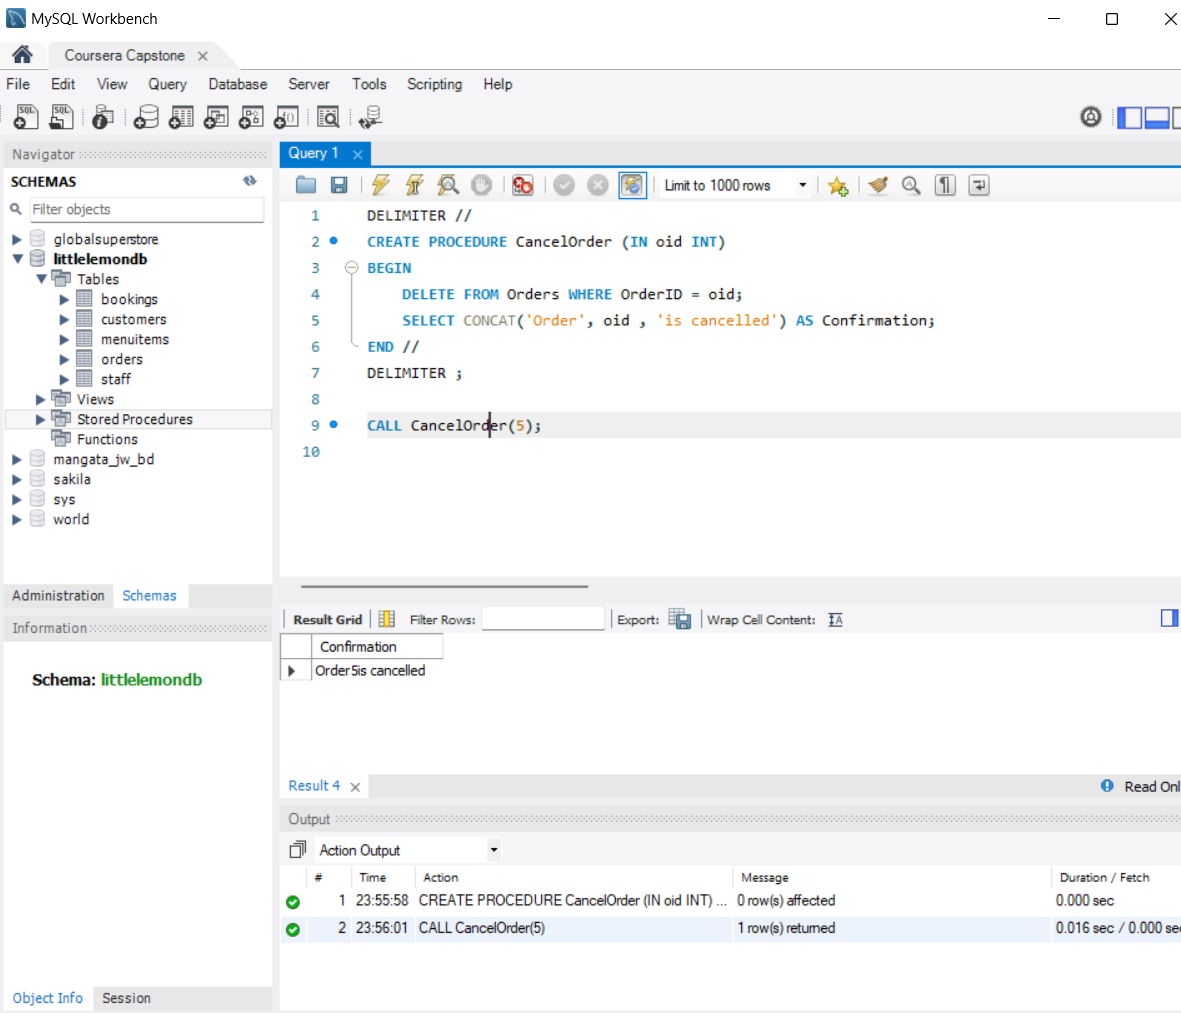 MySQL Workbench
Coursera Capstone
File Edit View Query Database Server Tools Scripting Help
SQL SQL
Navigator
SCHEMAS
Filter objects
globalsuperstore
littlelemondb
Tables
bookings
customers
menuitems
orders
staff
Views
Stored Procedures
Functions
mangata_jw_bd
sakila
sys
world
Administration Schemas
Information
Schema: littlelemondb
Object Info Session
Query 1
Limit to 1000 rows
1 DELIMITER //
2 CREATE PROCEDURE CancelOrder (IN oid INT)
3 BEGIN
4 DELETE FROM Orders WHERE OrderID = oid;
5 SELECT CONCAT('Order', oid , 'is cancelled') AS Confirmation;
6 END //
7 DELIMITER ;
8
9 CALL CancelOrder(5);
10
Result Grid Filter Rows: Export: Wrap Cell Content:
Confirmation
Order5is cancelled
Result 4 Read Onl
Output
Action Output
# Time Action Message Duration / Fetch
1 23:55:58 CREATE PROCEDURE CancelOrder (IN oid INT) ... 0 row(s) affected 0.000 sec
2 23:56:01 CALL CancelOrder(5) 1 row(s) returned 0.016 sec / 0.000 sec